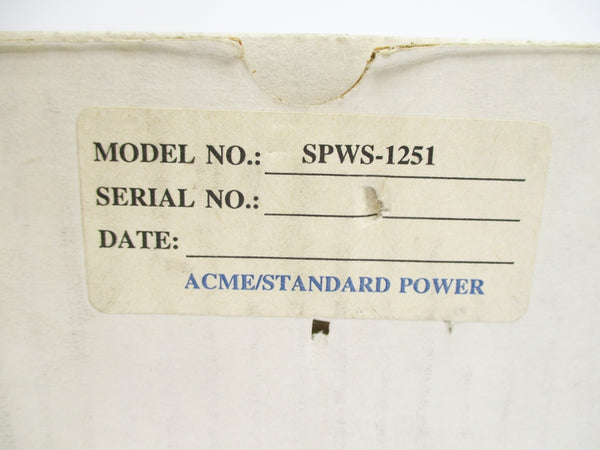 MODEL NO.: SPWS-1251
SERIAL NO.:
DATE:
ACME/STANDARD POWER